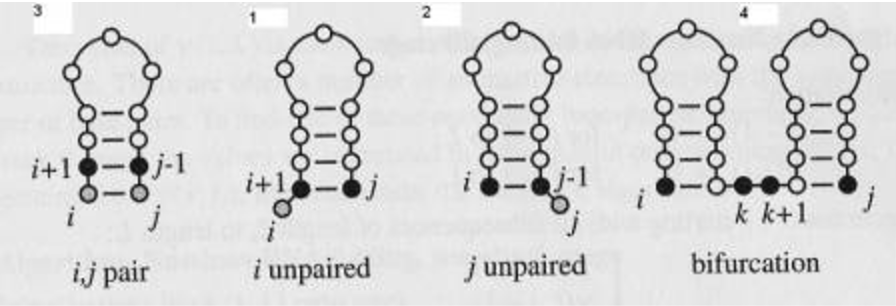 3
1
2
4
i+1
j-1
i
j
i,j pair
i+1
j
i
i unpaired
i
j-1
j
j unpaired
i
k
k+1
j
bifurcation